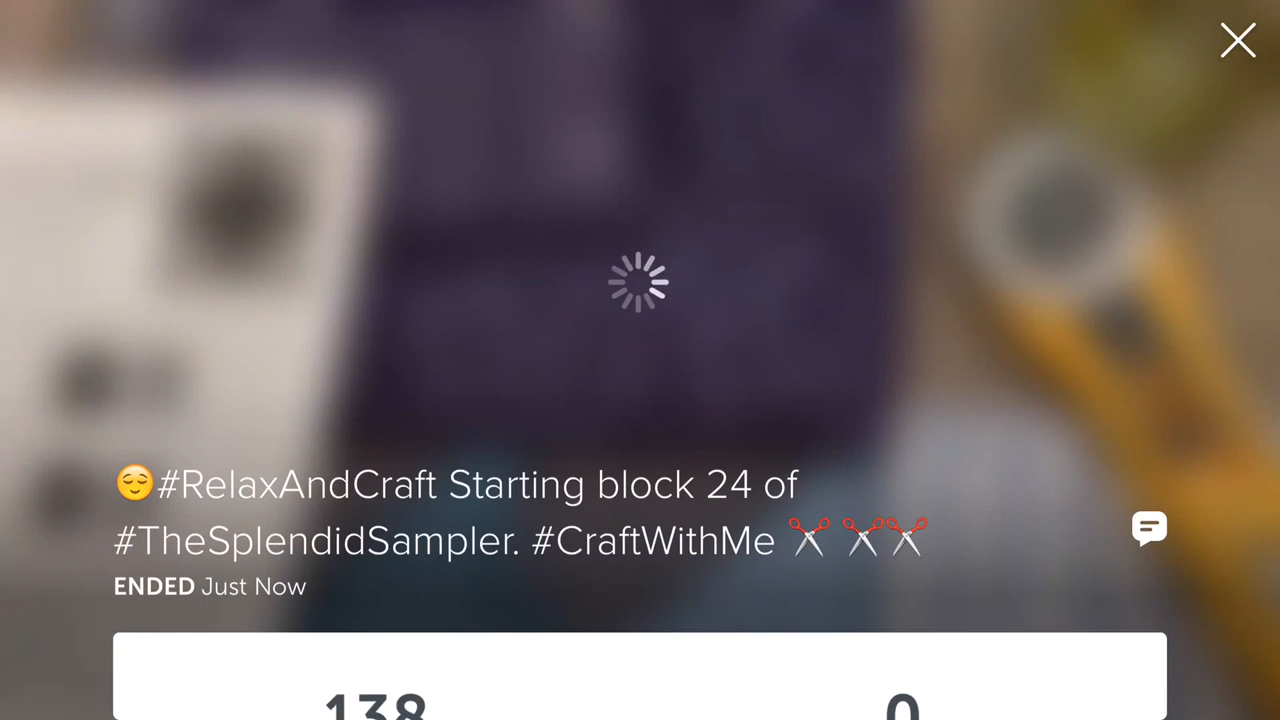 😌#RelaxAndCraft Starting block 24 of
#TheSplendidSampler. #CraftWithMe ✂️ ✂️✂️
ENDED Just Now
138 0